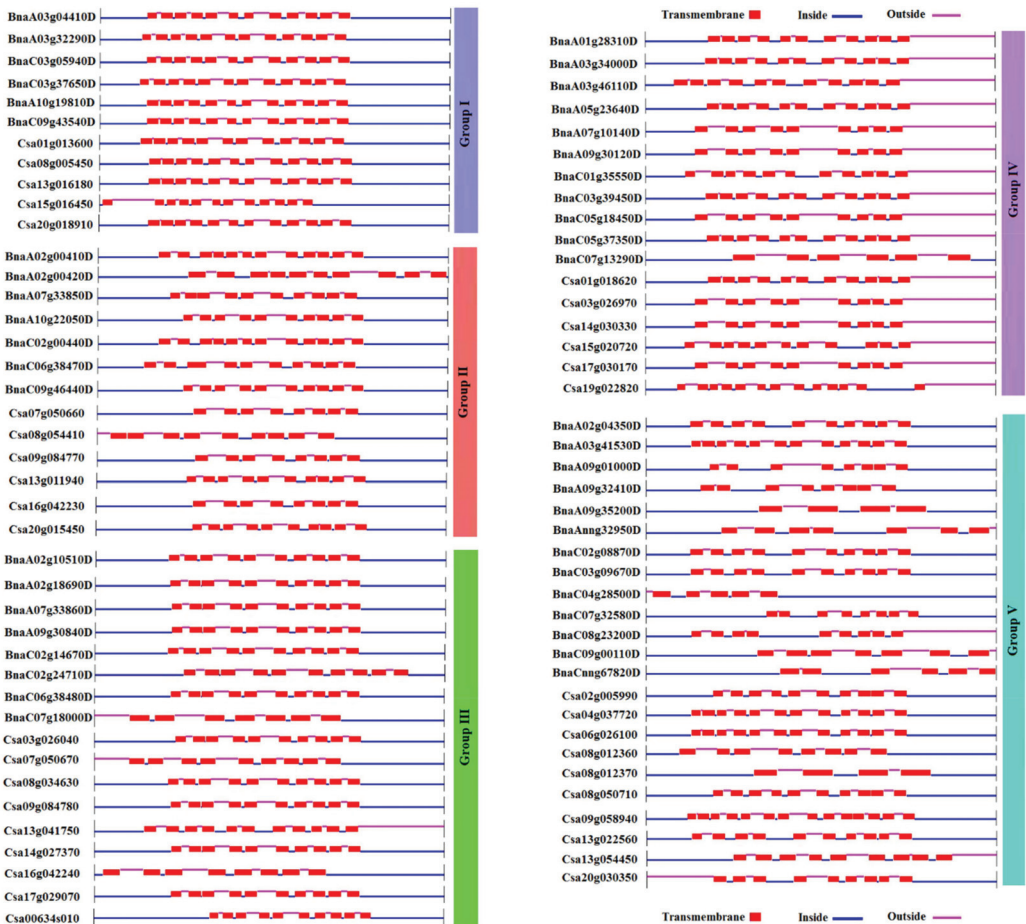 BnaA03g04410D
BnaA03g32290D
BnaC03g05940D
BnaC03g37650D
BnaA10g19810D
BnaC09g43540D
Csa01g013600
Csa08g005450
Csa13g016180
Csa15g016450
Csa20g018910
Group I
BnaA02g00410D
BnaA02g00420D
BnaA07g33850D
BnaA10g22050D
BnaC02g00440D
BnaC06g38470D
BnaC09g46440D
Csa07g050660
Csa08g054410
Csa09g084770
Csa13g011940
Csa16g042230
Csa20g015450
Group II
BnaA02g10510D
BnaA02g18690D
BnaA07g33860D
BnaA09g30840D
BnaC02g14670D
BnaC02g24710D
BnaC06g38480D
BnaC07g18000D
Csa03g026040
Csa07g050670
Csa08g034630
Csa09g084780
Csa13g041750
Csa14g027370
Csa16g042240
Csa17g029070
Csa00634s010
Group III
Transmembrane Inside Outside
BnaA01g28310D
BnaA03g34000D
BnaA03g46110D
BnaA05g23640D
BnaA07g10140D
BnaA09g30120D
BnaC01g35550D
BnaC03g39450D
BnaC05g18450D
BnaC05g37350D
BnaC07g13290D
Csa01g018620
Csa03g026970
Csa14g030330
Csa15g020720
Csa17g030170
Csa19g022820
Group IV
BnaA02g04350D
BnaA03g41530D
BnaA09g01000D
BnaA09g32410D
BnaA09g35200D
BnaAnng32950D
BnaC02g08870D
BnaC03g09670D
BnaC04g28500D
BnaC07g32580D
BnaC08g23200D
BnaC09g00110D
BnaCnng67820D
Csa02g005990
Csa04g037720
Csa06g026100
Csa08g012360
Csa08g012370
Csa08g050710
Csa09g058940
Csa13g022560
Csa13g054450
Csa20g030350
Group V
Transmembrane Inside Outside